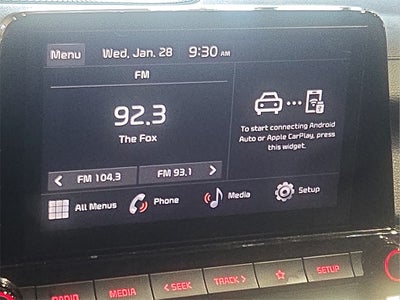 Menu
Wed, Jan. 28
9:30 AM
FM
92.3
The Fox
FM 104.3
FM 93.1
To start connecting Android
Auto or Apple CarPlay, press
this widget.
All Menus
Phone
Media
Setup
RADIO
MEDIA
< SEEK
TRACK >
SETUP